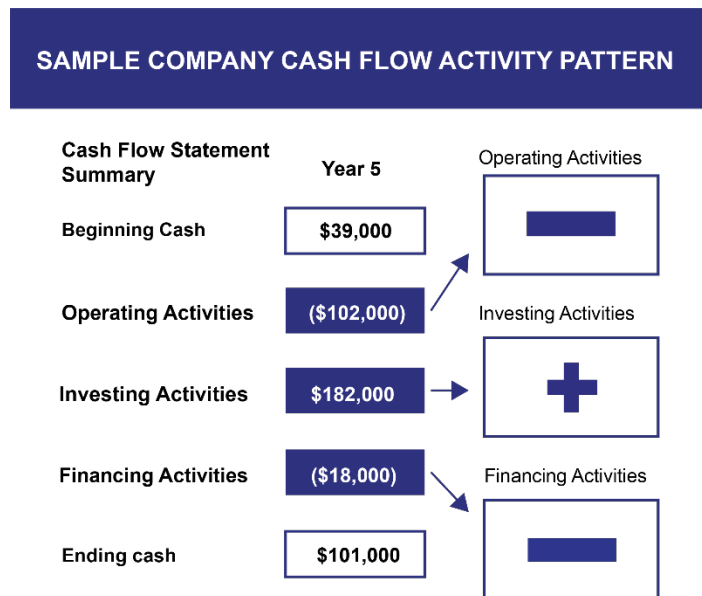 SAMPLE COMPANY CASH FLOW ACTIVITY PATTERN
Cash Flow Statement
Summary
Year 5
Operating Activities
Beginning Cash
$39,000
Operating Activities
($102,000)
Investing Activities
Investing Activities
$182,000
Financing Activities
($18,000)
Financing Activities
Ending cash
$101,000